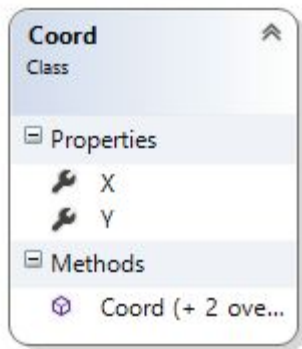 Coord
Class
Properties
X
Y
Methods
Coord (+ 2 ove...